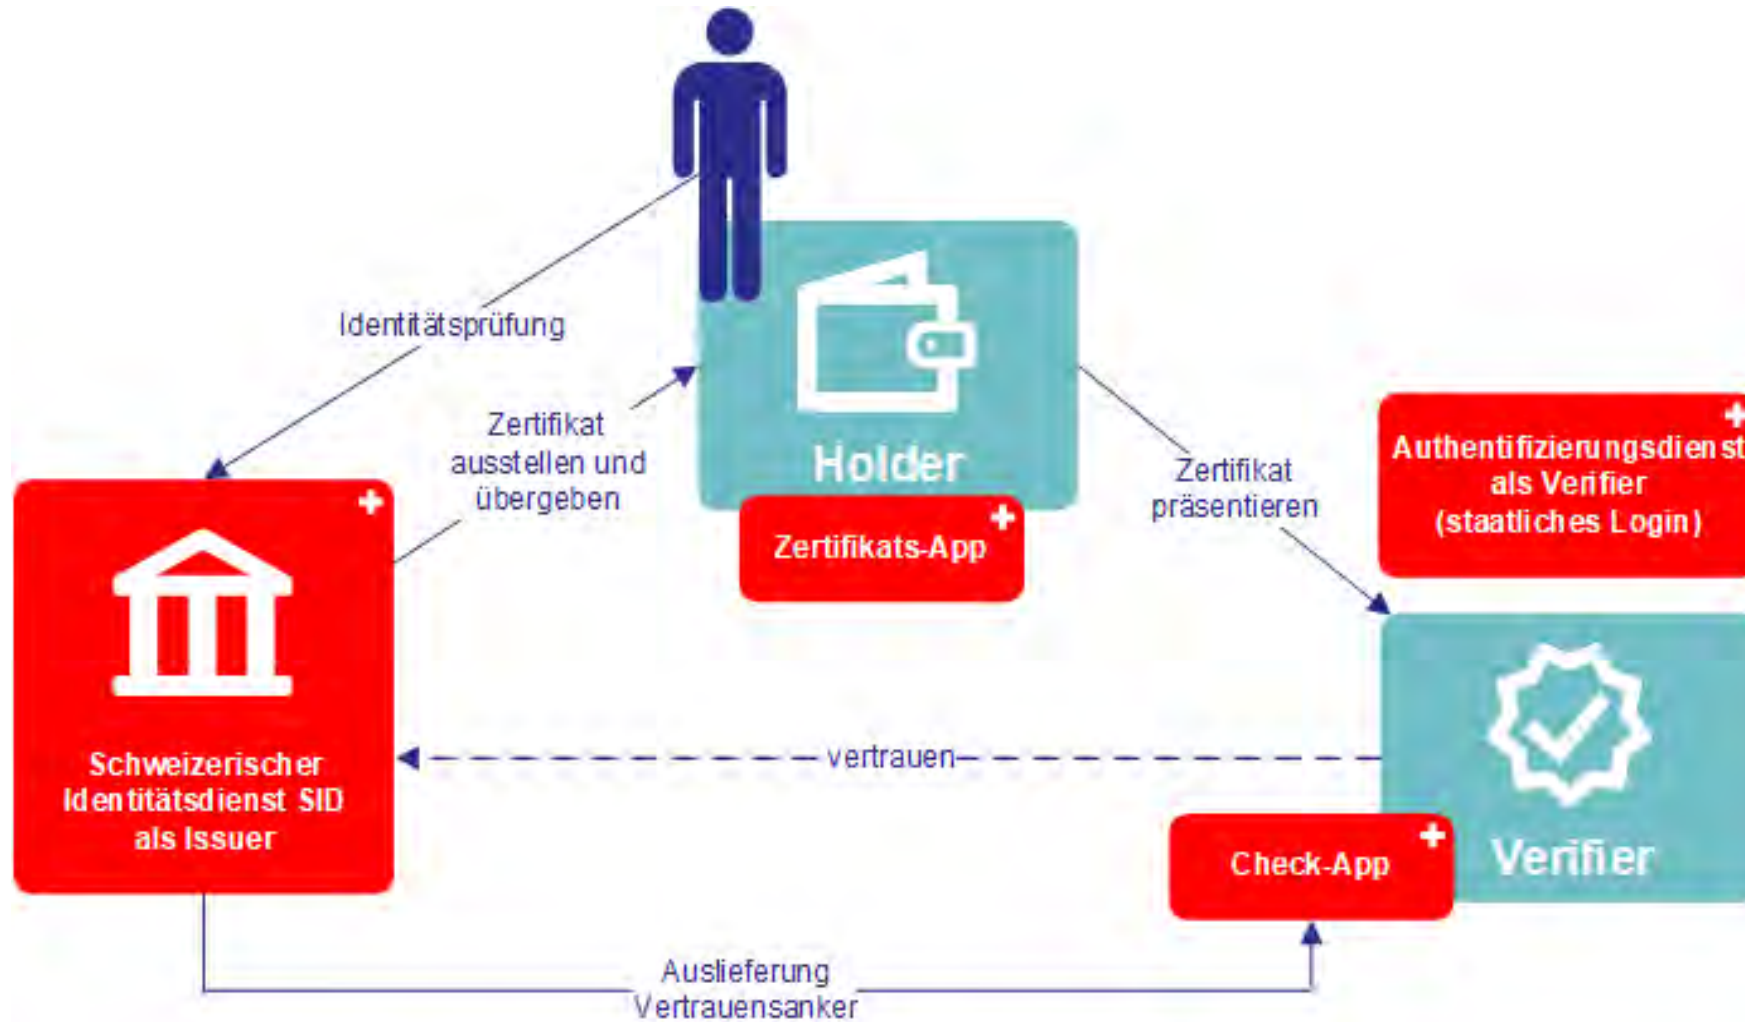 Identitätsprüfung
Zertifikat
ausstellen und
übergeben
Holder
Zertifikats-App
Zertifikat
präsentieren
Authentifizierungsdienst
als Verifier
(staatliches Login)
Schweizerischer
Identitätsdienst SID
als Issuer
vertrauen
Check-App
Verifier
Auslieferung
Vertrauensanker